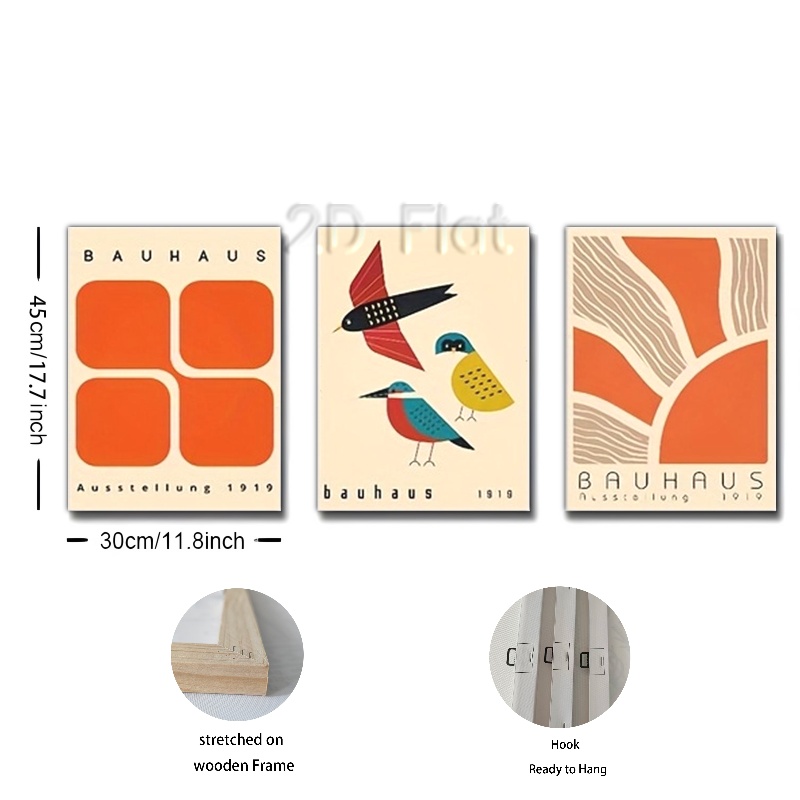 2D Flat
BAUHAUS
Ausstellung 1919
bauhaus 1919
BAUHAUS
Ausstellung 1919
45cm/17.7inch
30cm/11.8inch
stretched on
wooden Frame
Hook
Ready to Hang